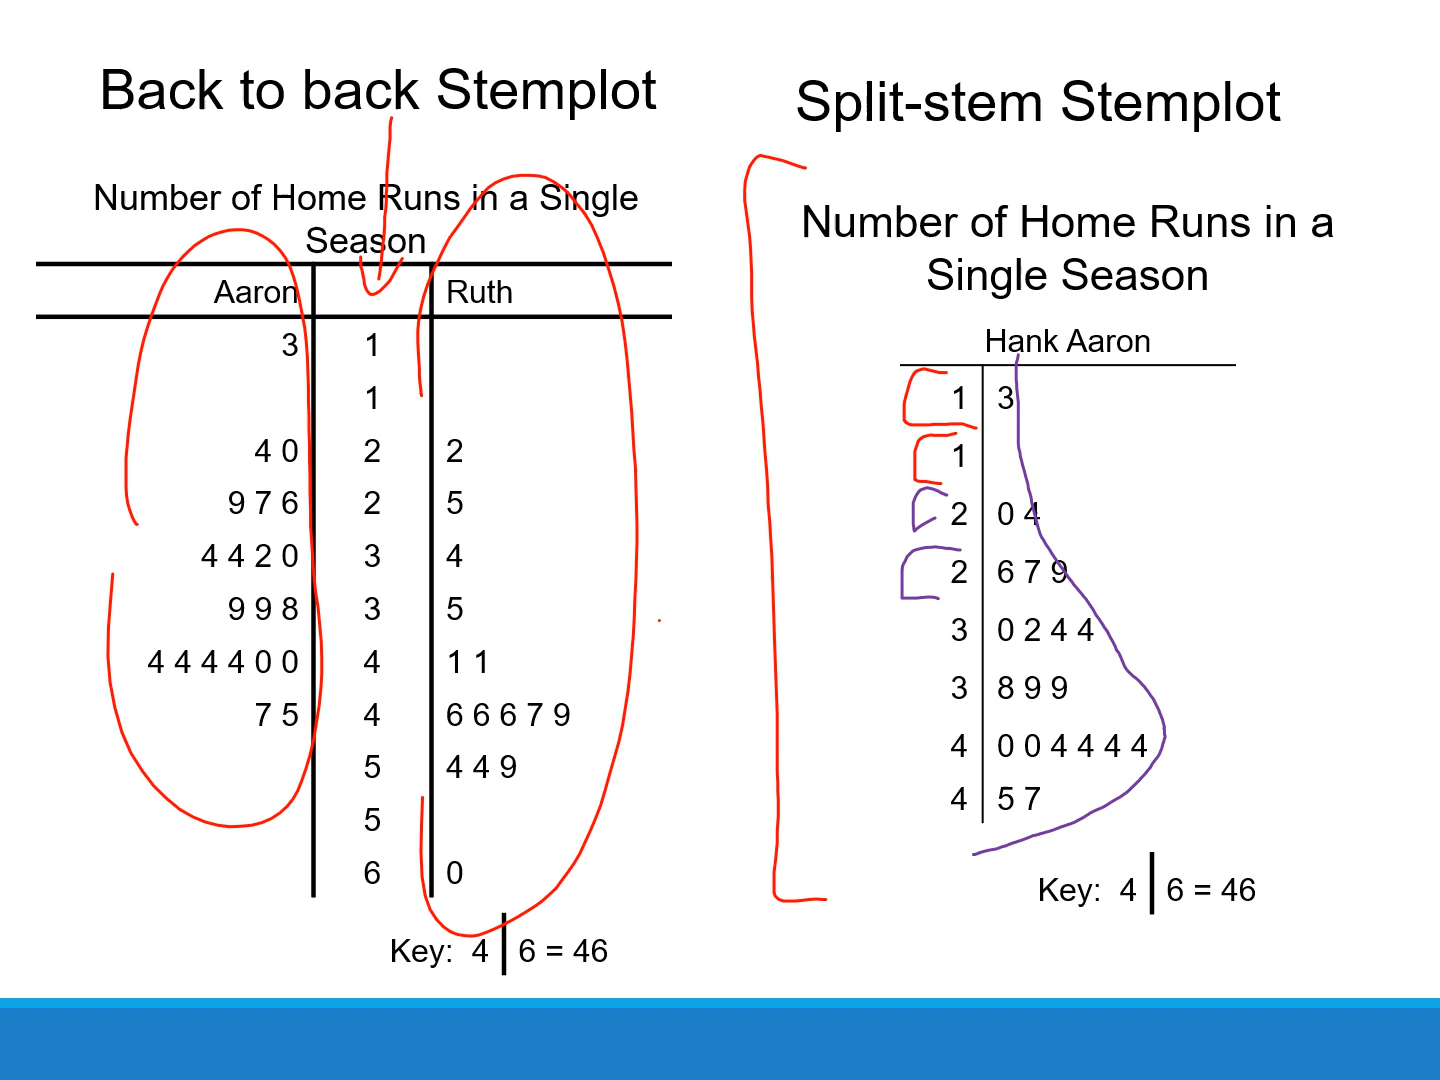 Back to back Stemplot
Number of Home Runs in a Single
Season
Aaron Ruth
3 1
1
4 0 2 2
9 7 6 2 5
4 4 2 0 3 4
9 9 8 3 5
4 4 4 4 0 0 4 1 1
7 5 4 6 6 6 7 9
5 4 4 9
5
6 0
Key: 4 6 = 46
Split-stem Stemplot
Number of Home Runs in a
Single Season
Hank Aaron
1 3
1
2 0 4
2 6 7 9
3 0 2 4 4
3 8 9 9
4 0 0 4 4 4 4
4 5 7
Key: 4 6 = 46